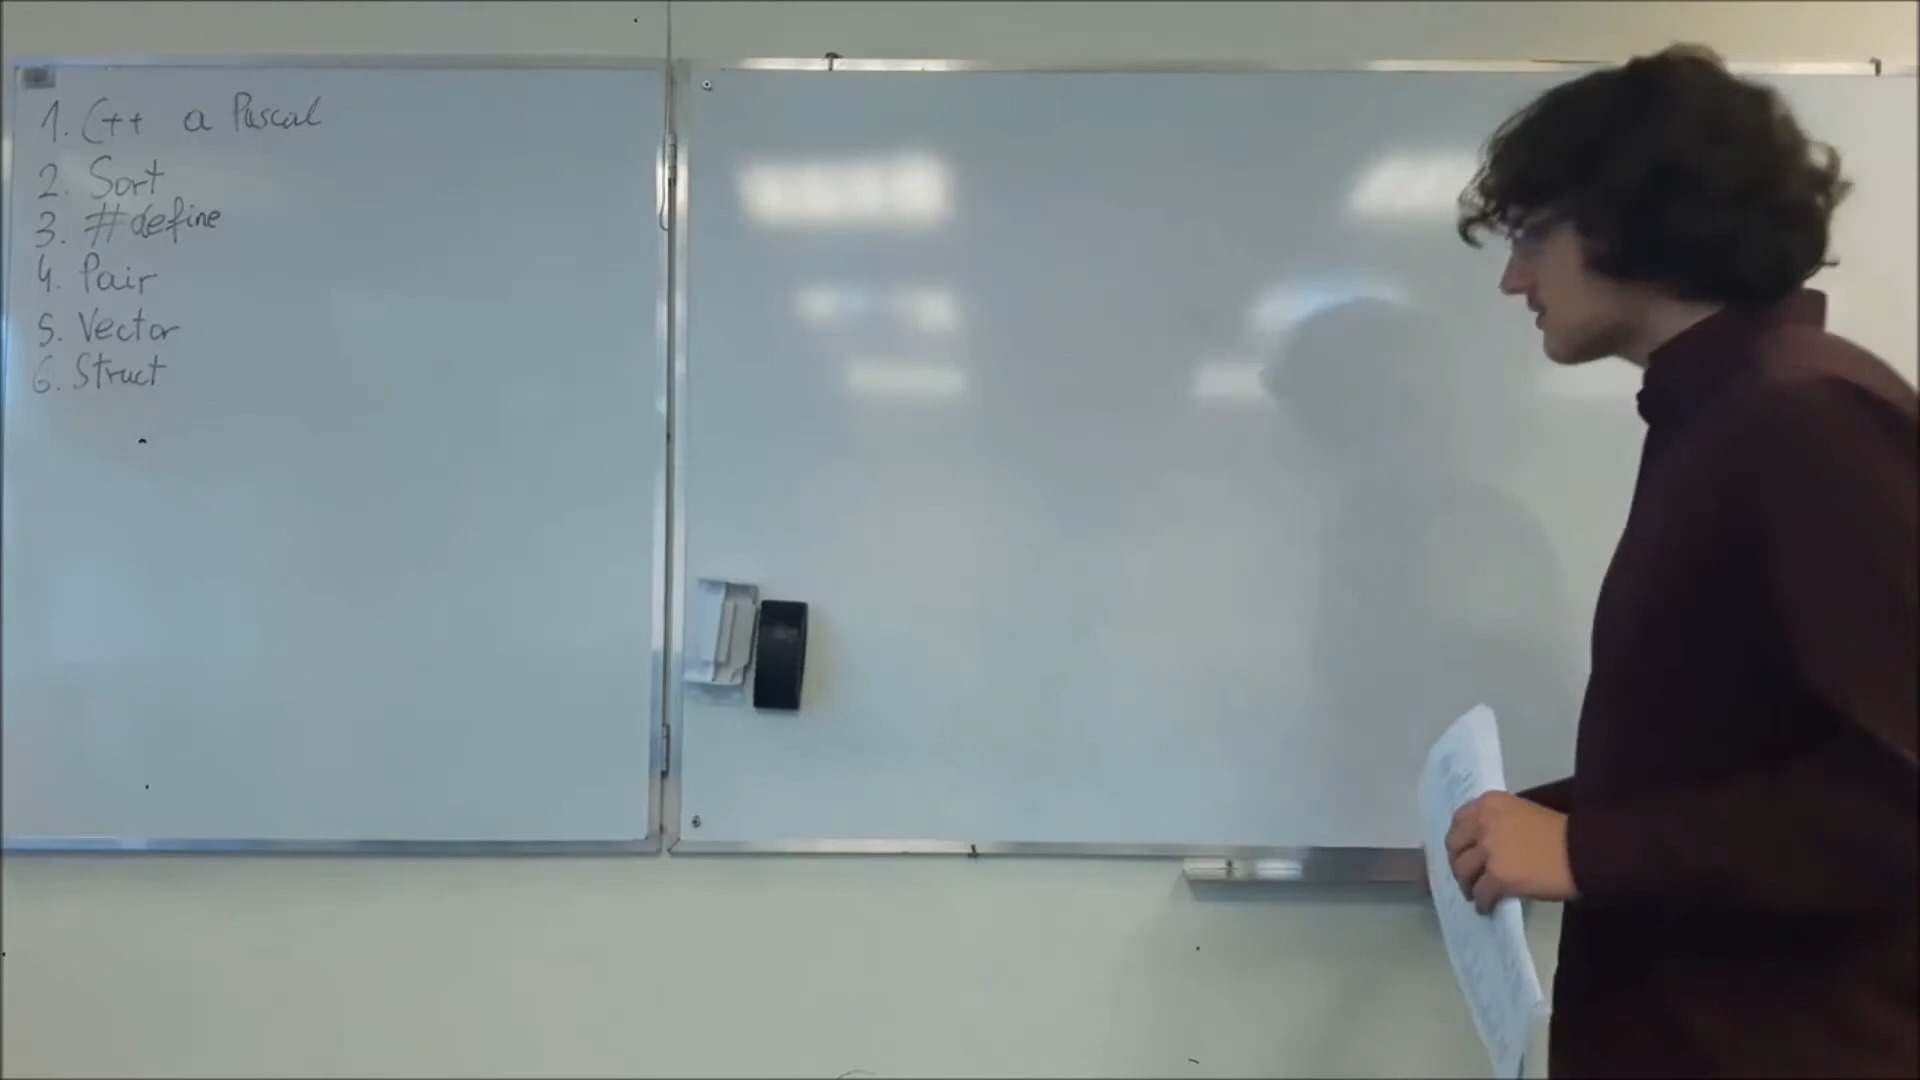 1. C++ a Pascal
2. Sort
3. #define
4. Pair
5. Vector
6. Struct